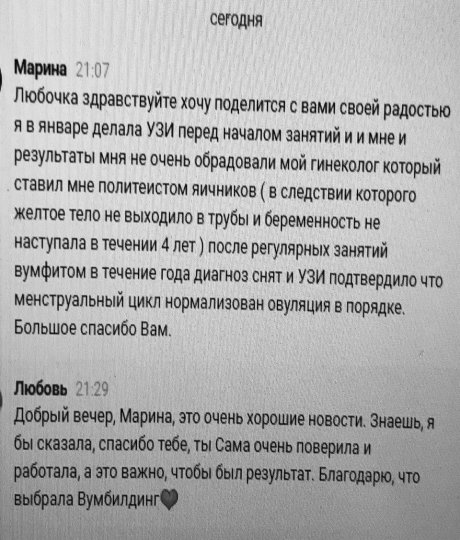 сегодня
Марина 21:07
Любочка здравствуйте хочу поделится с вами своей радостью
я в январе делала УЗИ перед началом занятий и и мне и
результаты мня не очень обрадовали мой гинеколог который
ставил мне политеистом яичников ( в следствии которого
желтое тело не выходило в трубы и беременность не
наступала в течении 4 лет ) после регулярных занятий
вумфитом в течение года диагноз снят и УЗИ подтвердило что
менструальный цикл нормализован овуляция в порядке.
Большое спасибо Вам.
Любовь 21:29
Добрый вечер, Марина, это очень хорошие новости. Знаешь, я
бы сказала, спасибо тебе, ты Сама очень поверила и
работала, а это важно, чтобы был результат. Благодарю, что
выбрала Вумбилдинг